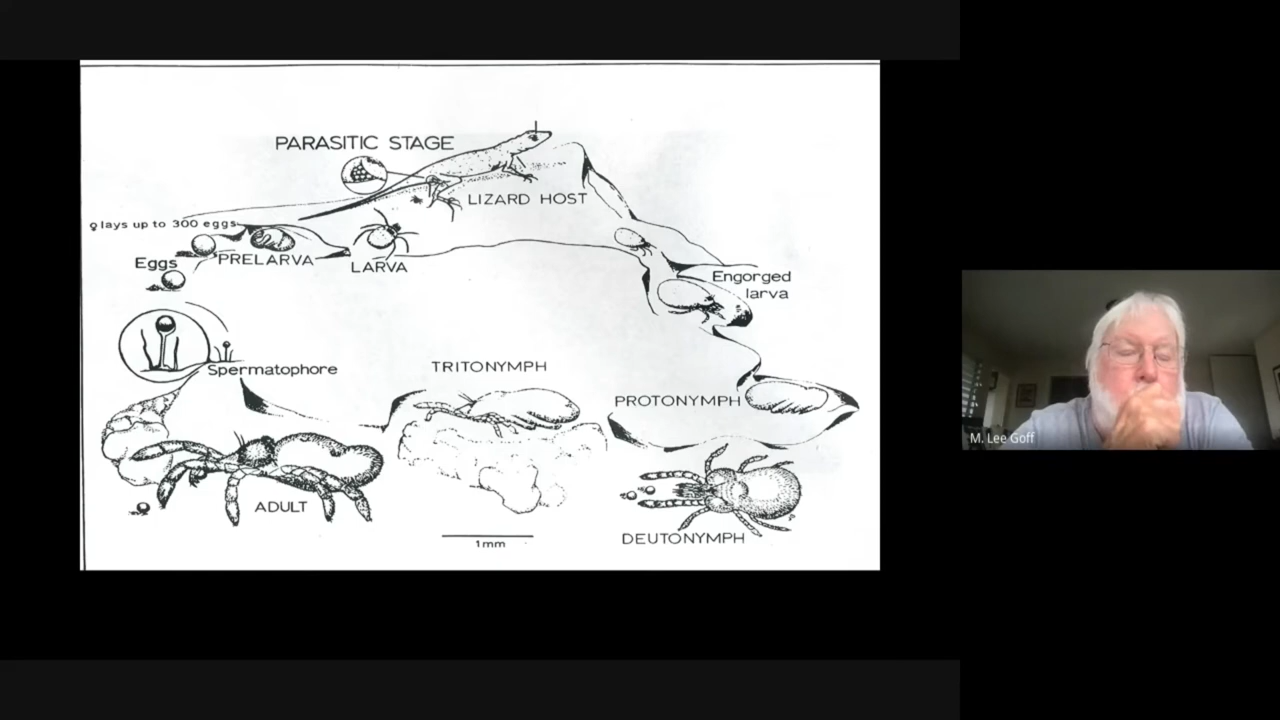 PARASITIC STAGE
LIZARD HOST
♀ lays up to 300 eggs
Eggs
PRELARVA
LARVA
Engorged
larva
Spermatophore
TRITONYMPH
PROTONYMPH
ADULT
1mm
DEUTONYMPH
M. Lee Goff